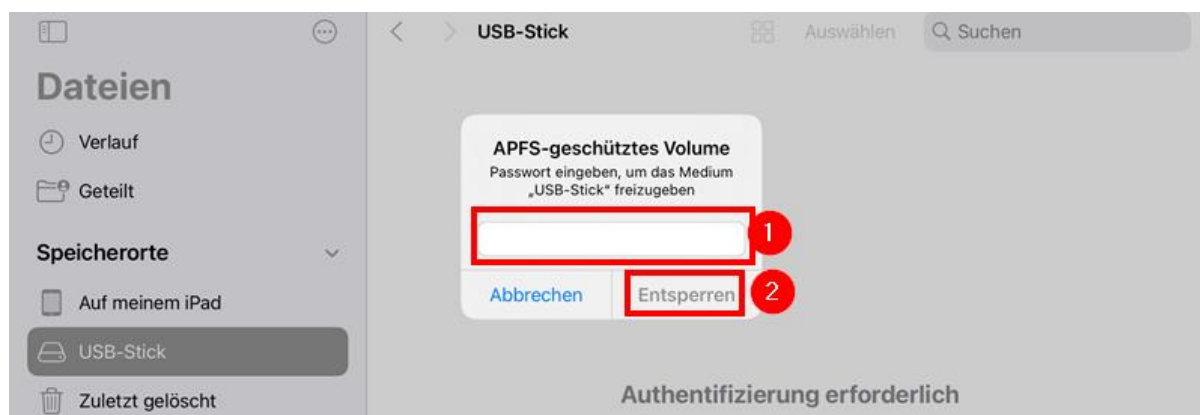 USB-Stick
Auswählen
Suchen
Dateien
Verlauf
Geteilt
Speicherorte
Auf meinem iPad
USB-Stick
Zuletzt gelöscht
APFS-geschütztes Volume
Passwort eingeben, um das Medium
„USB-Stick“ freizugeben
1
Abbrechen
Entsperren
2
Authentifizierung erforderlich